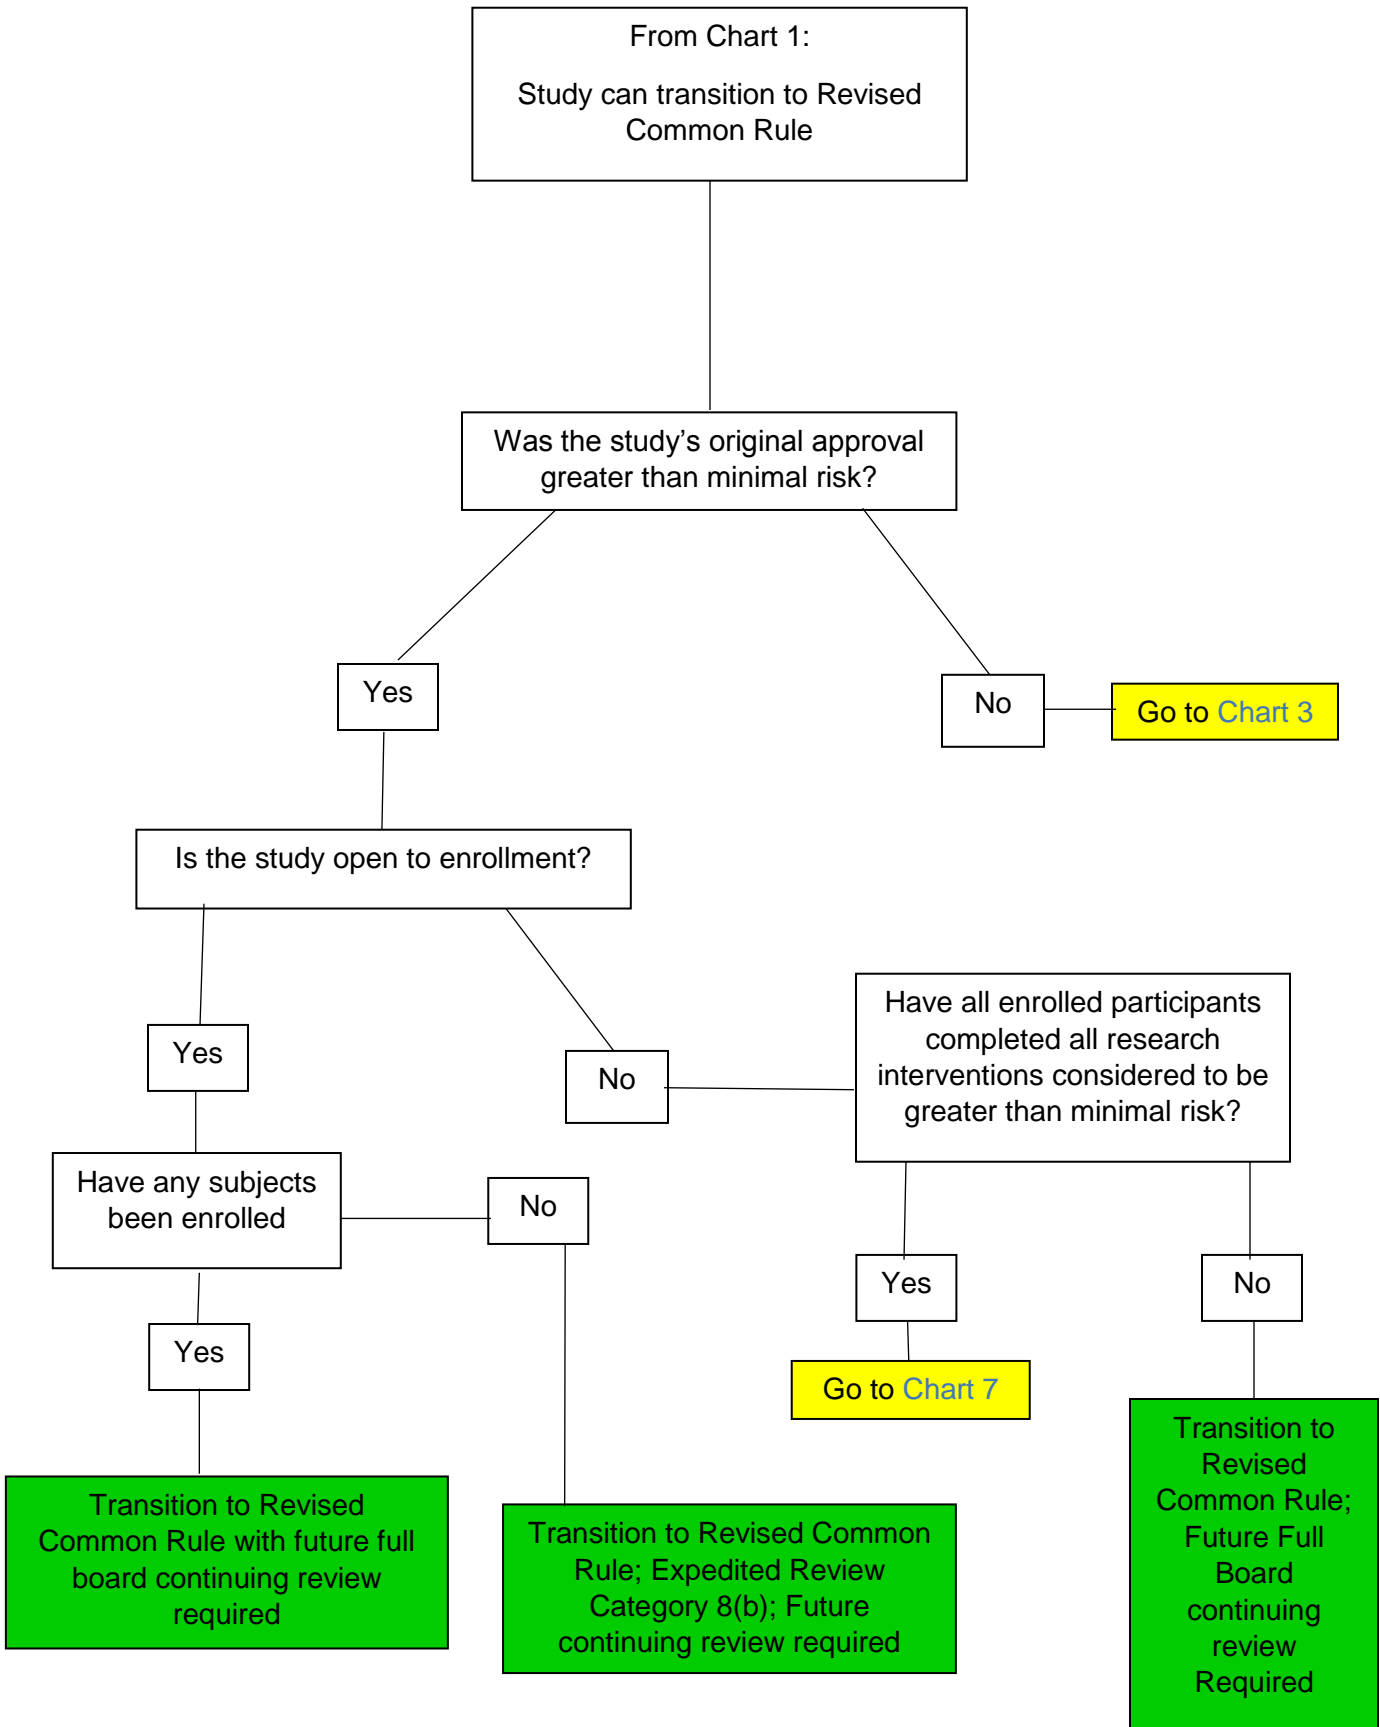 From Chart 1:
Study can transition to Revised
Common Rule
Was the study's original approval
greater than minimal risk?
Yes
No
Go to Chart 3
Is the study open to enrollment?
Yes
No
Have all enrolled participants
completed all research
interventions considered to be
greater than minimal risk?
Have any subjects
been enrolled
No
Yes
No
Yes
Go to Chart 7
Transition to Revised
Common Rule with future full
board continuing review
required
Transition to Revised Common
Rule; Expedited Review
Category 8(b); Future
continuing review required
Transition to
Revised
Common Rule;
Future Full
Board
continuing
review
Required